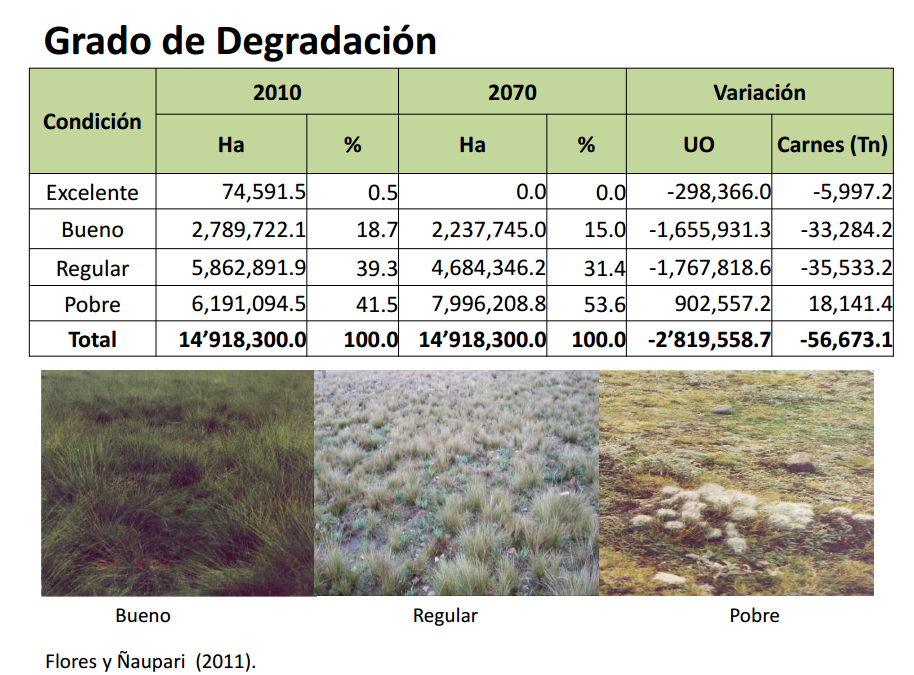 Grado de Degradación
Condición 2010 2070 Variación
Ha % Ha % UO Carnes (Tn)
Excelente 74,591.5 0.5 0.0 0.0 -298,366.0 -5,997.2
Bueno 2,789,722.1 18.7 2,237,745.0 15.0 -1,655,931.3 -33,284.2
Regular 5,862,891.9 39.3 4,684,346.2 31.4 -1,767,818.6 -35,533.2
Pobre 6,191,094.5 41.5 7,996,208.8 53.6 902,557.2 18,141.4
Total 14’918,300.0 100.0 14’918,300.0 100.0 -2’819,558.7 -56,673.1
Bueno Regular Pobre
Flores y Ñaupari (2011).